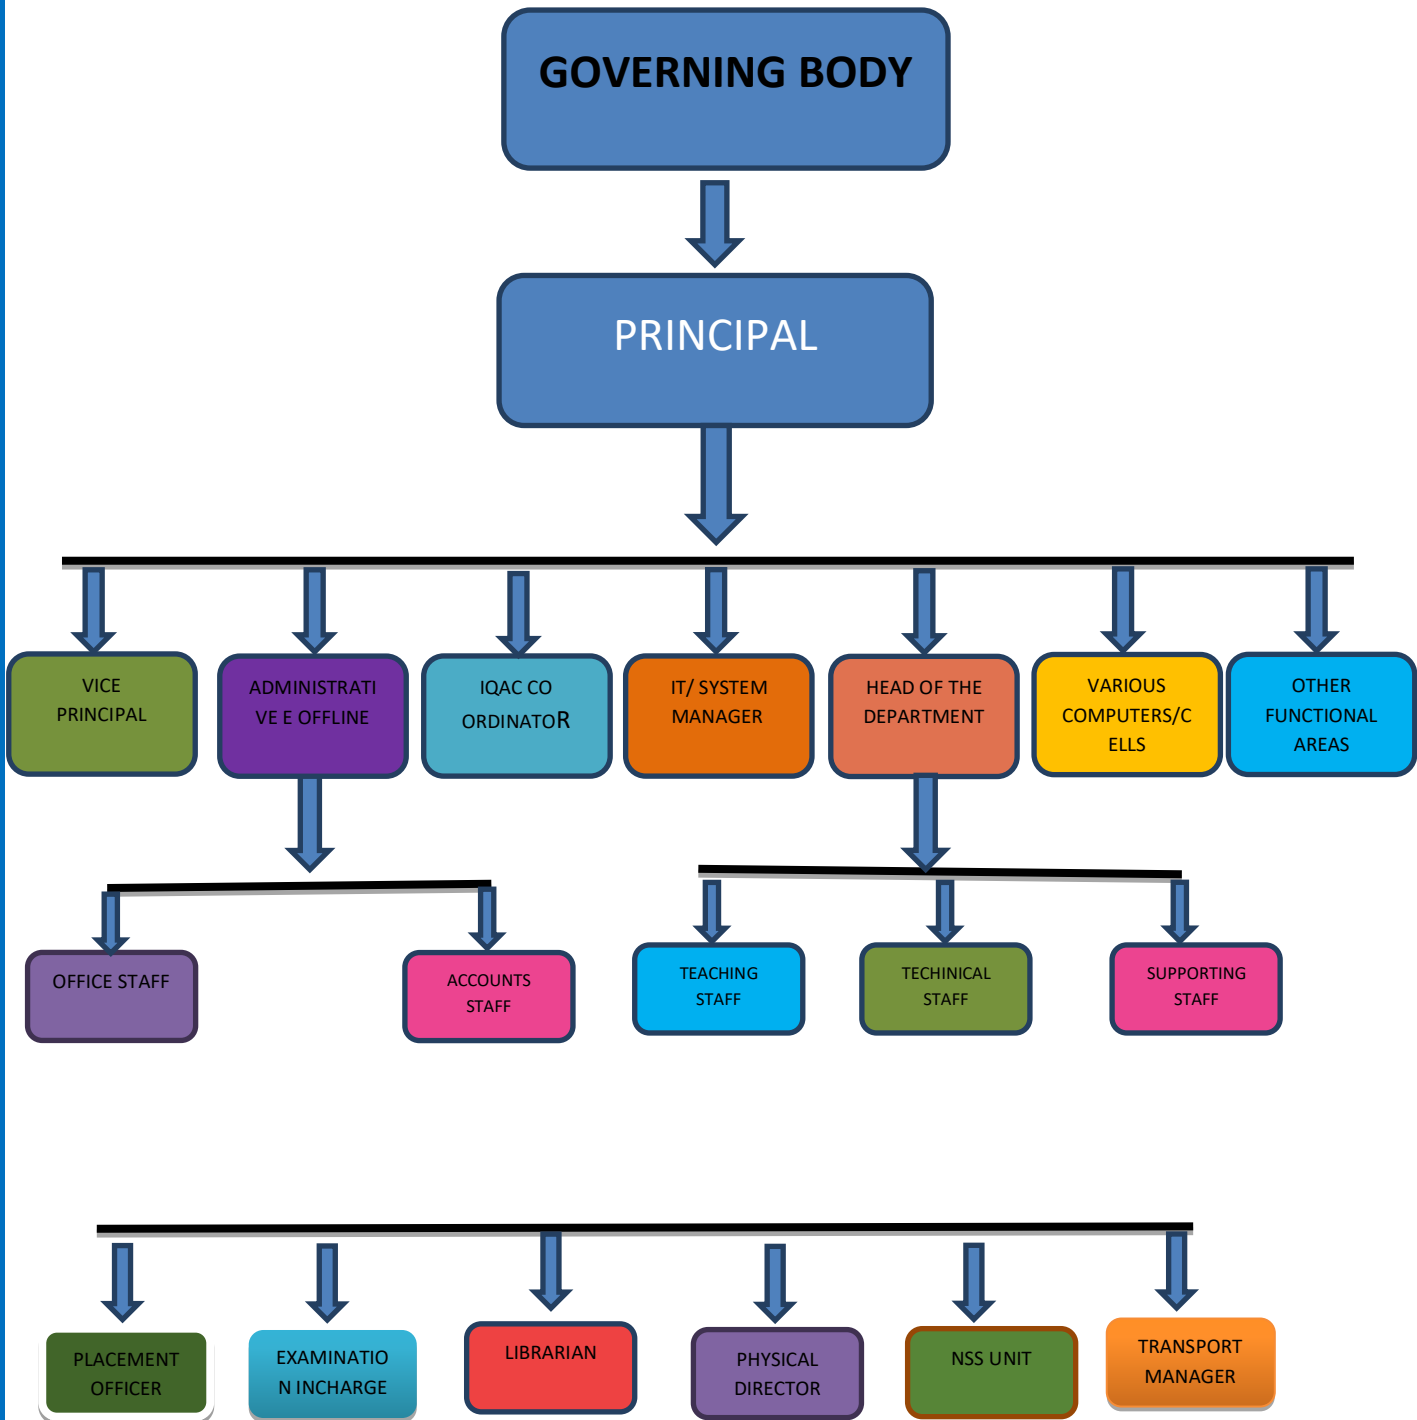 GOVERNING BODY
PRINCIPAL
VICE
PRINCIPAL
ADMINISTRATI
VE E OFFLINE
IQAC CO
ORDINATOR
IT/ SYSTEM
MANAGER
HEAD OF THE
DEPARTMENT
VARIOUS
COMPUTERS/C
ELLS
OTHER
FUNCTIONAL
AREAS
OFFICE STAFF
ACCOUNTS
STAFF
TEACHING
STAFF
TECHINICAL
STAFF
SUPPORTING
STAFF
PLACEMENT
OFFICER
EXAMINATIO
N INCHARGE
LIBRARIAN
PHYSICAL
DIRECTOR
NSS UNIT
TRANSPORT
MANAGER